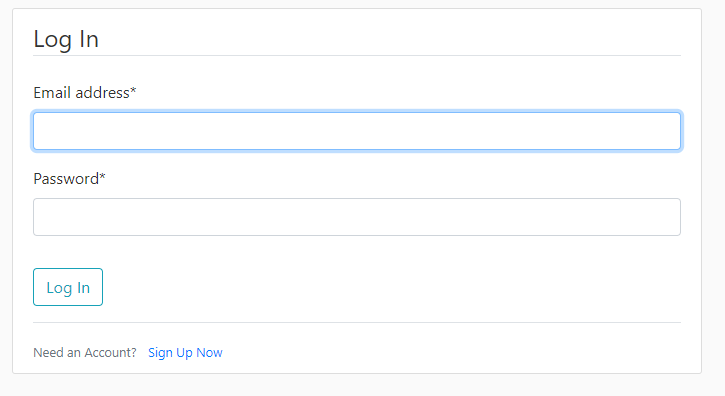 Log In
Email address*
Password*
Log In
Need an Account? Sign Up Now